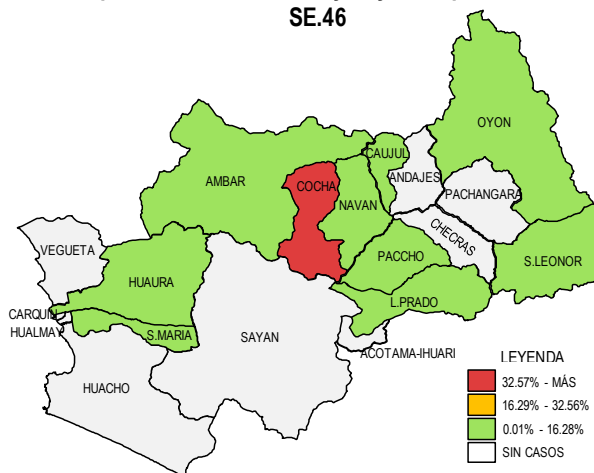 SE.46
OYON
CAUJUL
ANDAJES
AMBAR
COCHA
PACHANGARA
NAVAN
CHECRAS
VEGUETA
PACCHO
S.LEONOR
HUAURA
L.PRADO
CARQUIN
HUALMAY
S.MARIA
SAYAN
ACOTAMA-IHUARI
HUACHO
LEYENDA
32.57% - MÁS
16.29% - 32.56%
0.01% - 16.28%
SIN CASOS